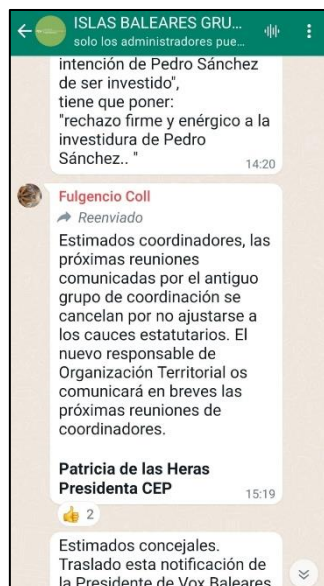 ISLAS BALEARES GRU...
solo los administradores pue...
intención de Pedro Sánchez
de ser investido",
tiene que poner:
"rechazo firme y enérgico a la
investidura de Pedro
Sánchez.. "
14:20
Fulgencio Coll
Reenviado
Estimados coordinadores, las
próximas reuniones
comunicadas por el antiguo
grupo de coordinación se
cancelan por no ajustarse a
los cauces estatutarios. El
nuevo responsable de
Organización Territorial os
comunicará en breves las
próximas reuniones de
coordinadores.
Patricia de las Heras
Presidenta CEP
15:19
👍 2
Estimados concejales.
Traslado esta notificación de
la Presidente de Vox Baleares